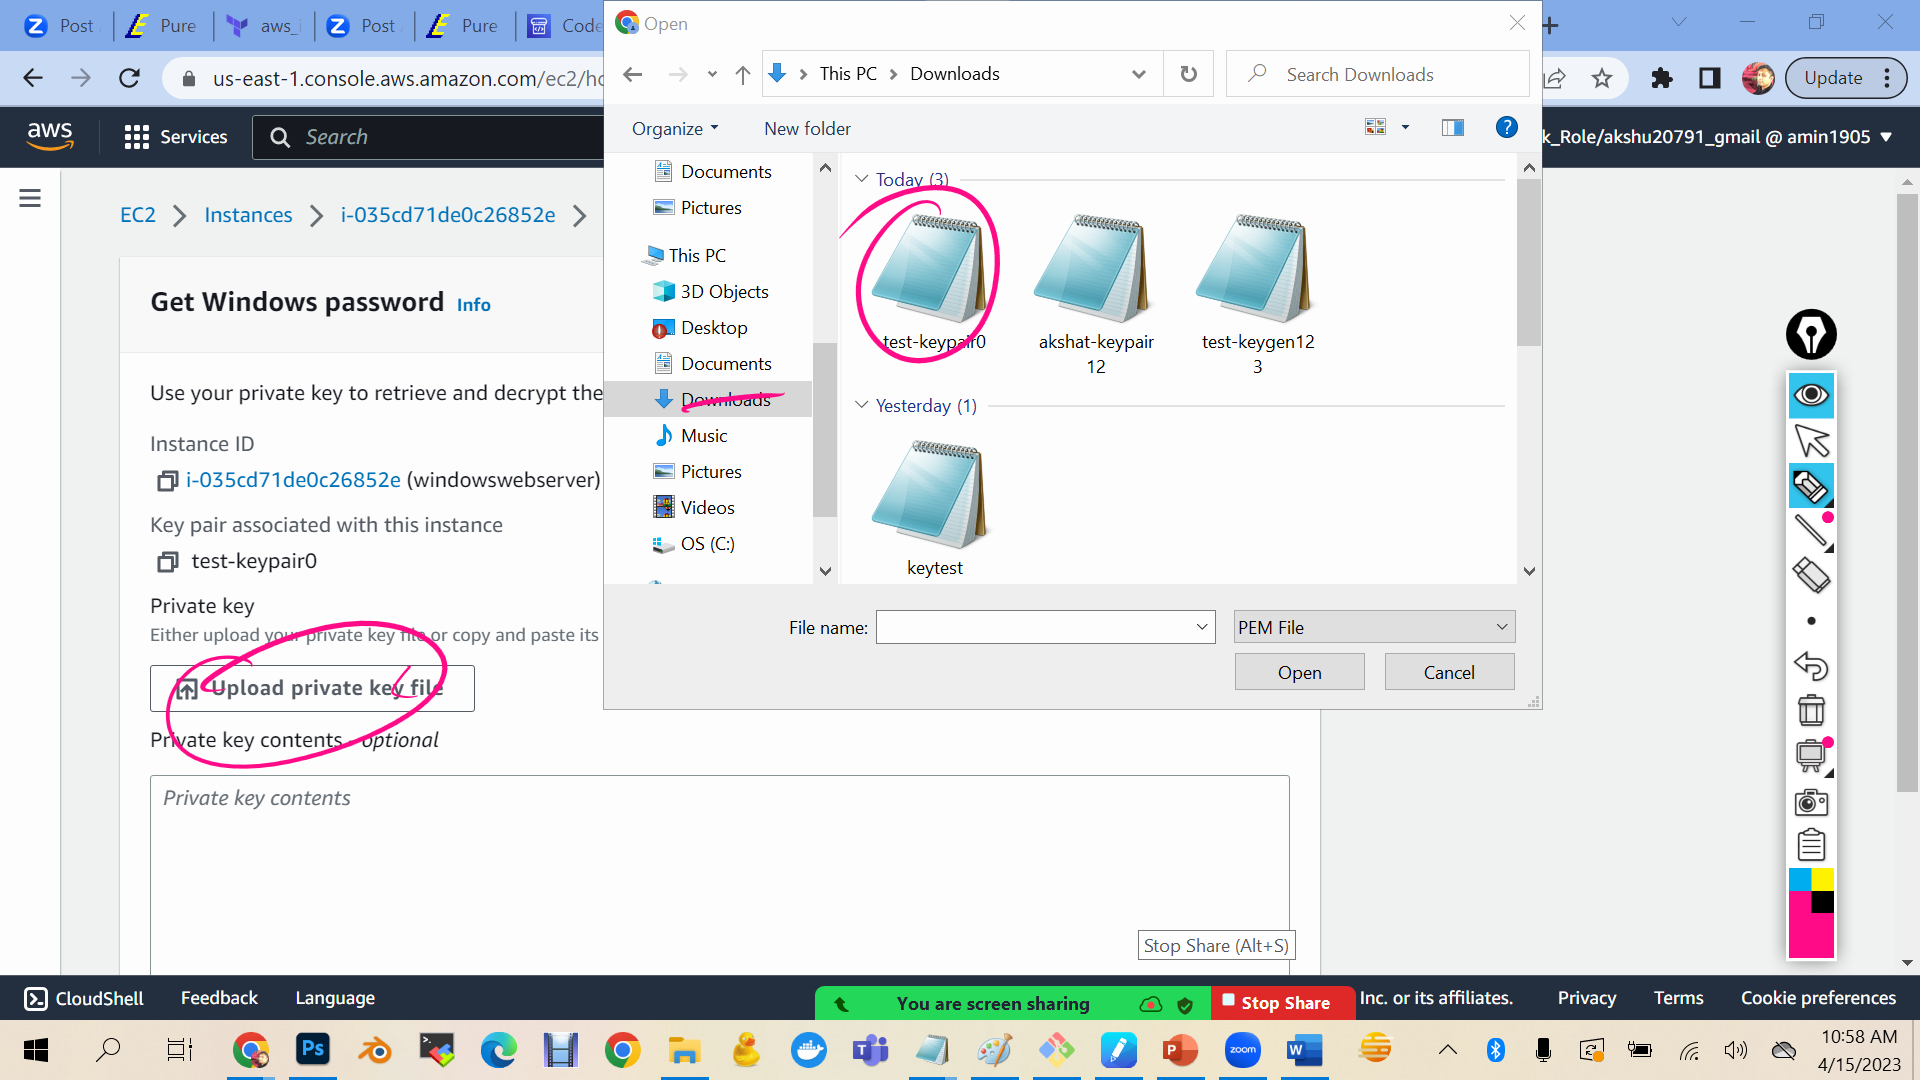 Post
Pure
aws_i
Post
Pure
Code
Open
us-east-1.console.aws.amazon.com/ec2/ho
This PC
Downloads
Search Downloads
Update
aws
Services
Search
Organize
New folder
k_Role/akshu20791_gmail @ amin1905
Documents
Pictures
This PC
3D Objects
Desktop
Documents
Downloads
Music
Pictures
Videos
OS (C:)
Today (3)
test-keypair0
akshat-keypair
12
test-keygen12
3
Yesterday (1)
keytest
File name:
PEM File
Open
Cancel
EC2
Instances
i-035cd71de0c26852e
Get Windows password
Info
Use your private key to retrieve and decrypt the
Instance ID
i-035cd71de0c26852e (windowswebserver)
Key pair associated with this instance
test-keypair0
Private key
Either upload your private key file or copy and paste its
Upload private key file
Private key contents - optional
Private key contents
Stop Share (Alt+S)
CloudShell
Feedback
Language
You are screen sharing
Stop Share
Inc. or its affiliates.
Privacy
Terms
Cookie preferences
Ps
zoom
10:58 AM
4/15/2023